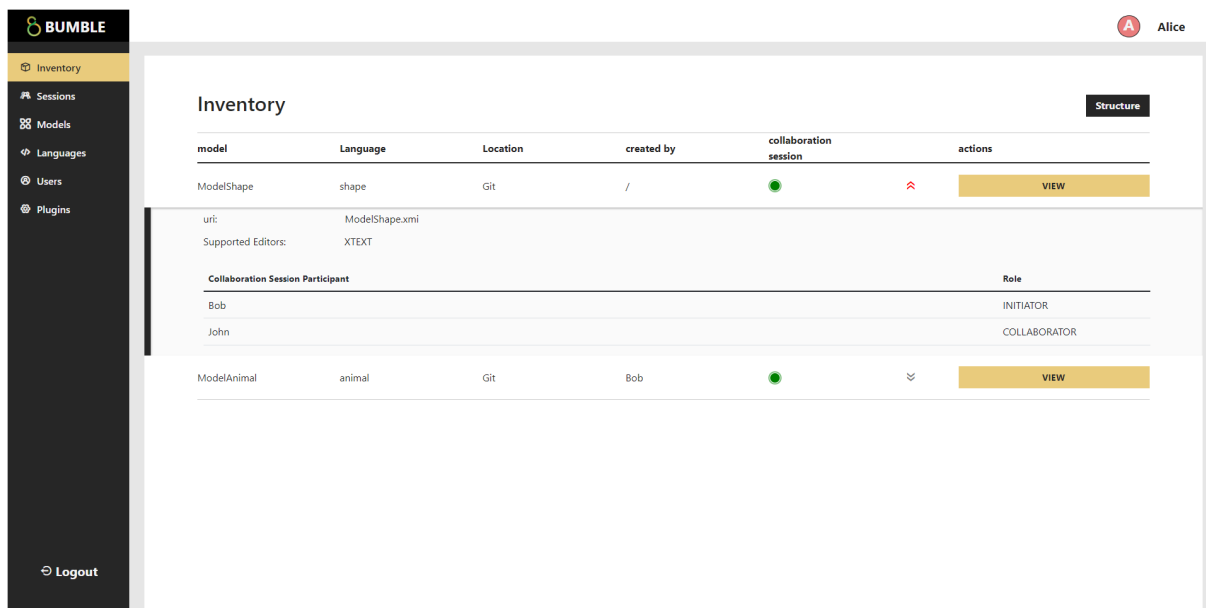 BUMBLE
A Alice
Inventory
Sessions
Models
Languages
Users
Plugins
Logout
Inventory
Structure
model Language Location created by collaboration session actions
ModelShape shape Git / VIEW
uri: ModelShape.xmi
Supported Editors: XTEXT
Collaboration Session Participant Role
Bob INITIATOR
John COLLABORATOR
ModelAnimal animal Git Bob VIEW